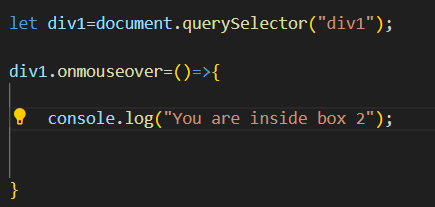 let div1=document.querySelector("div1");
div1.onmouseover=()=>{
console.log("You are inside box 2");
}